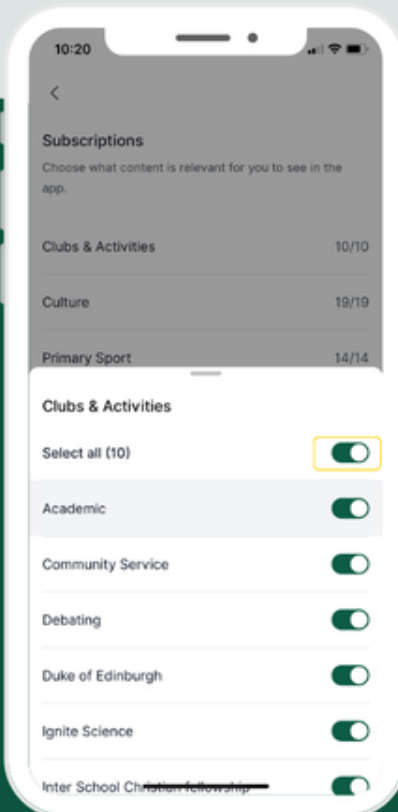 10:20
Subscriptions
Choose what content is relevant for you to see in the
app.
Clubs & Activities 10/10
Culture 19/19
Primary Sport 14/14
Clubs & Activities
Select all (10)
Academic
Community Service
Debating
Duke of Edinburgh
Ignite Science
Inter School Christian fellowship